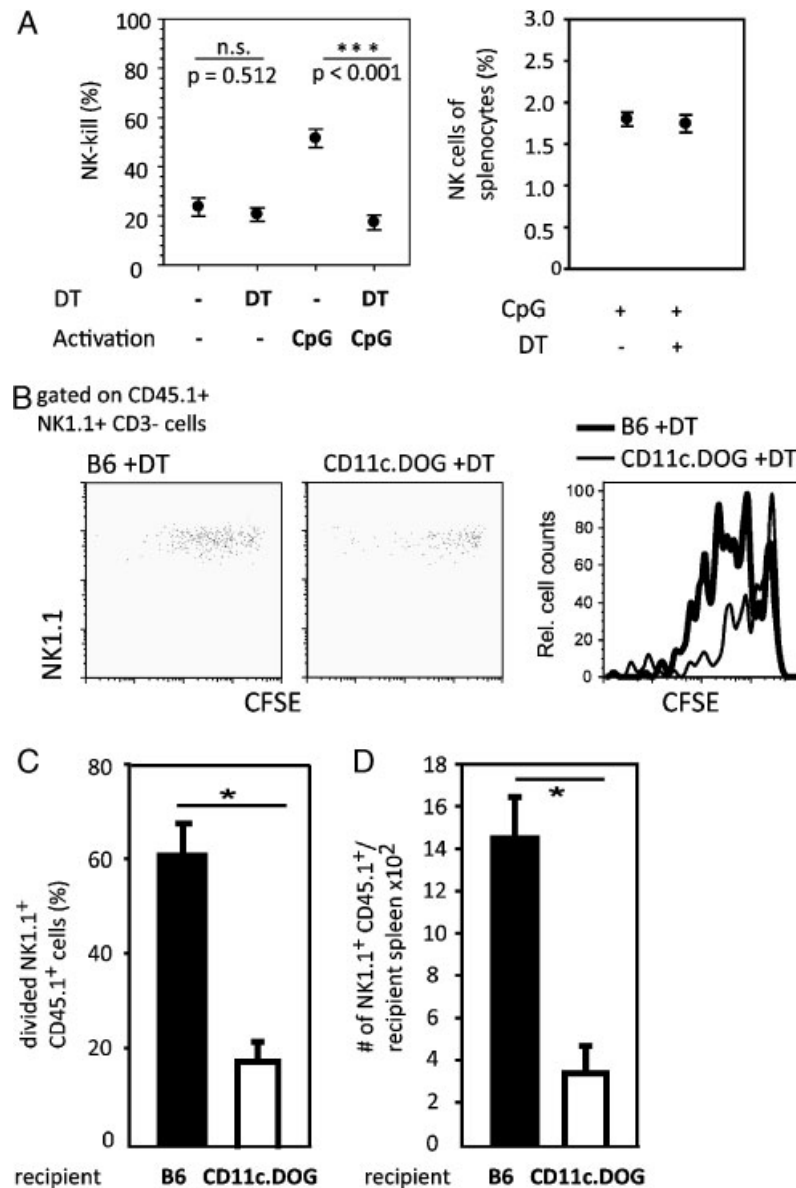 A
100
80
60
40
20
0
NK-kill (%)
n.s.
p = 0.512
***
p < 0.001
DT - DT - DT
Activation - - CpG CpG
3.0
2.5
2.0
1.5
1.0
0.5
0
NK cells of
splenocytes (%)
CpG + +
DT - +
B gated on CD45.1+
NK1.1+ CD3- cells
B6 +DT
CD11c.DOG +DT
NK1.1
CFSE
B6 +DT
CD11c.DOG +DT
100
80
60
40
20
0
Rel. cell counts
CFSE
C
80
60
40
20
0
divided NK1.1+
CD45.1+ cells (%)
*
recipient B6 CD11c.DOG
D
18
16
14
12
10
8
6
4
2
0
# of NK1.1+ CD45.1+/
recipient spleen x102
*
recipient B6 CD11c.DOG